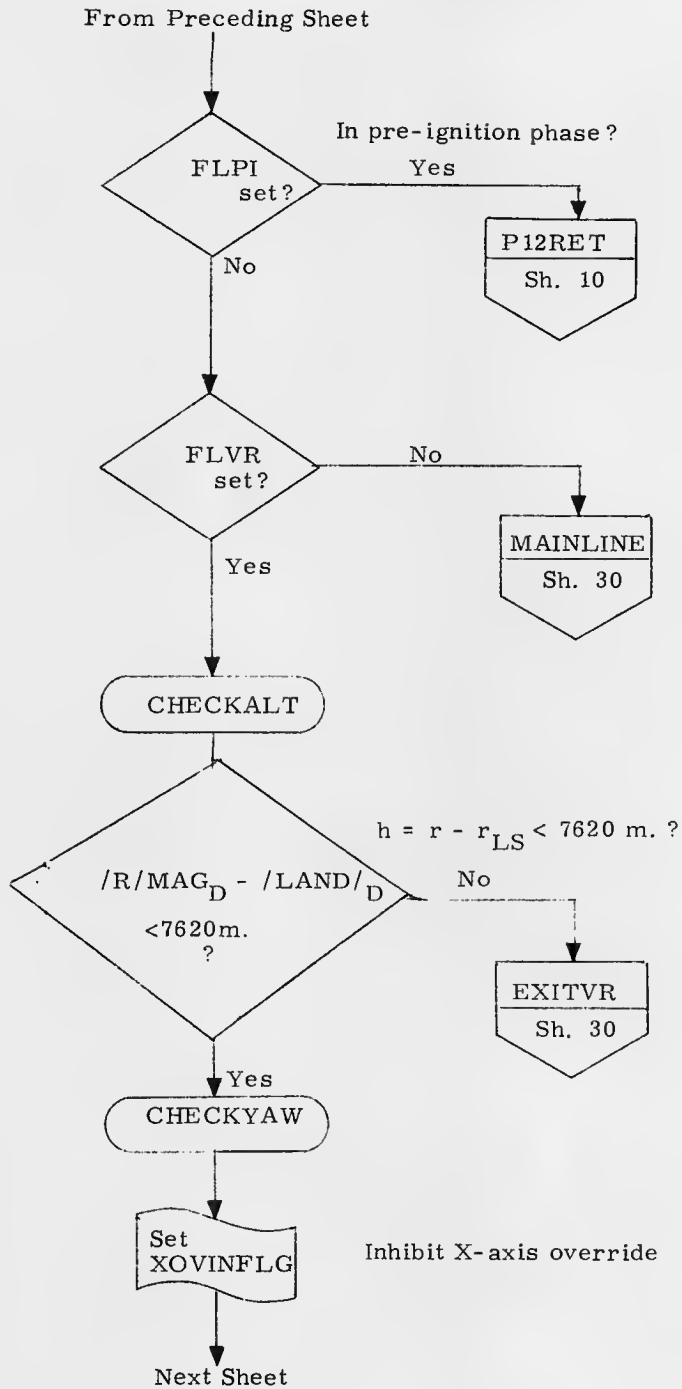 From Preceding Sheet
In pre-ignition phase ?
FLPI
set?
Yes
P12RET
Sh. 10
No
FLVR
set?
No
MAINLINE
Sh. 30
Yes
CHECKALT
h = r - r_LS < 7620 m. ?
/R/MAG_D - /LAND/_D
<7620m.
?
No
EXITVR
Sh. 30
Yes
CHECKYAW
Set
XOVINFLG
Inhibit X-axis override
Next Sheet